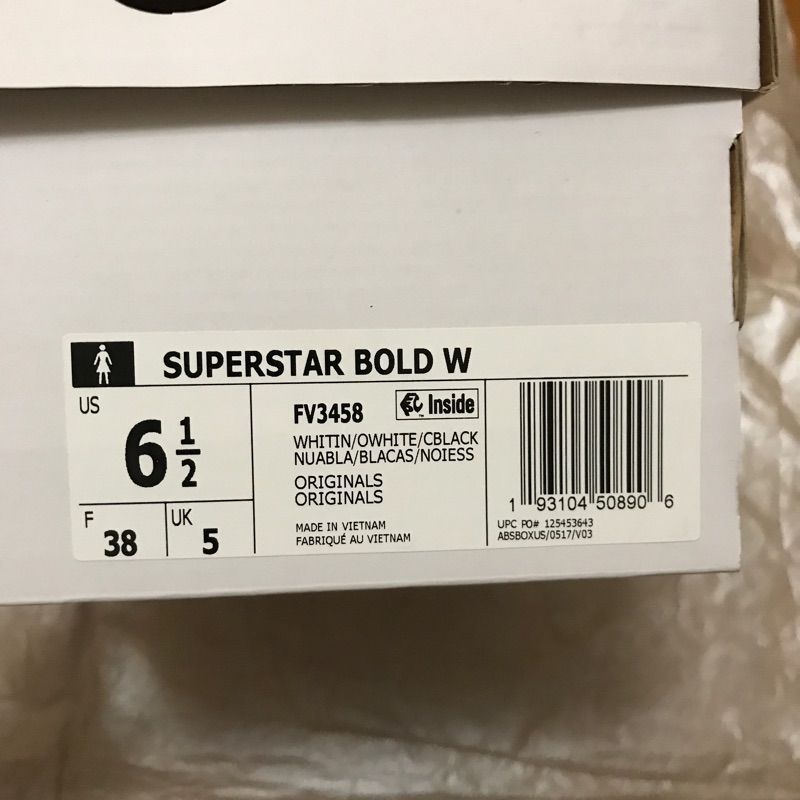 SUPERSTAR BOLD W
US
6 1/2
F
38
UK
5
FV3458
Inside
WHITIN/OWHITE/CBLACK
NUABLA/BLACAS/NOIESS
ORIGINALS
ORIGINALS
MADE IN VIETNAM
FABRIQUÉ AU VIETNAM
1 93104 50890 6
UPC PO# 125453643
ABSBOXUS/0517/V03